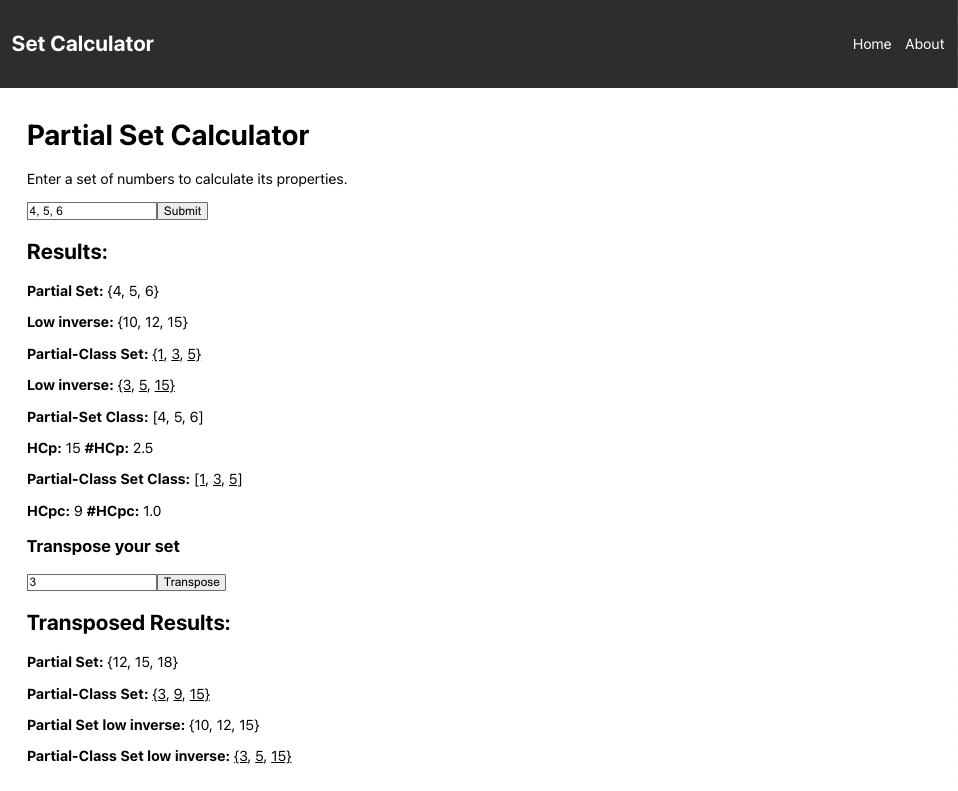 Set Calculator
Home About
Partial Set Calculator
Enter a set of numbers to calculate its properties.
4, 5, 6 Submit
Results:
Partial Set: {4, 5, 6}
Low inverse: {10, 12, 15}
Partial-Class Set: {1, 3, 5}
Low inverse: {3, 5, 15}
Partial-Set Class: [4, 5, 6]
HCp: 15 #HCp: 2.5
Partial-Class Set Class: [1, 3, 5]
HCpc: 9 #HCpc: 1.0
Transpose your set
3 Transpose
Transposed Results:
Partial Set: {12, 15, 18}
Partial-Class Set: {3, 9, 15}
Partial Set low inverse: {10, 12, 15}
Partial-Class Set low inverse: {3, 5, 15}